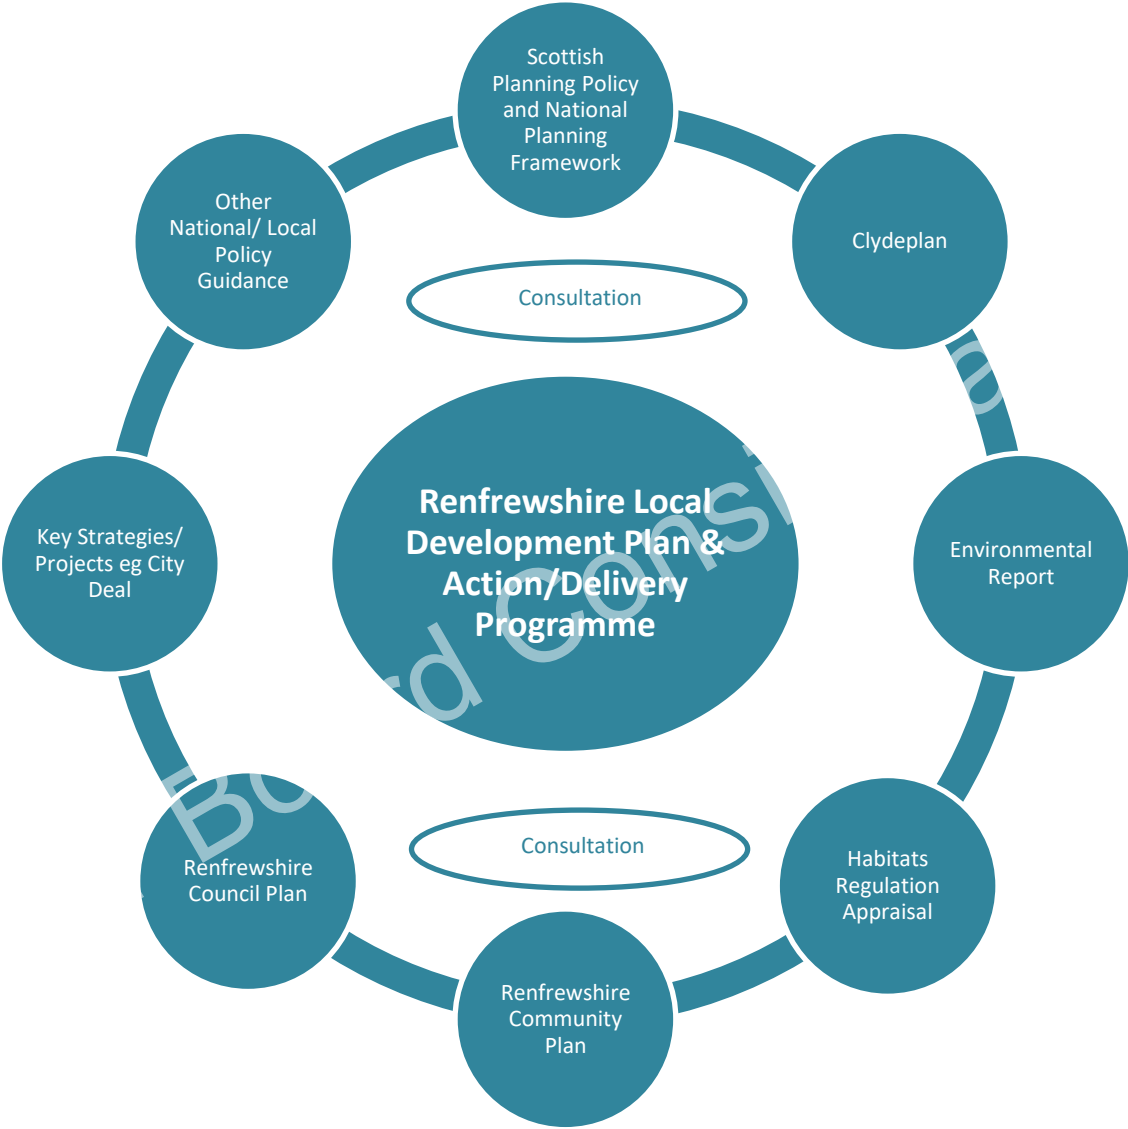 Scottish
Planning Policy
and National
Planning
Framework
Other
National/ Local
Policy
Guidance
Clydeplan
Consultation
Renfrewshire Local
Development Plan &
Action/Delivery
Programme
Key Strategies/
Projects eg City
Deal
Environmental
Report
Consultation
Renfrewshire
Council Plan
Habitats
Regulation
Appraisal
Renfrewshire
Community
Plan